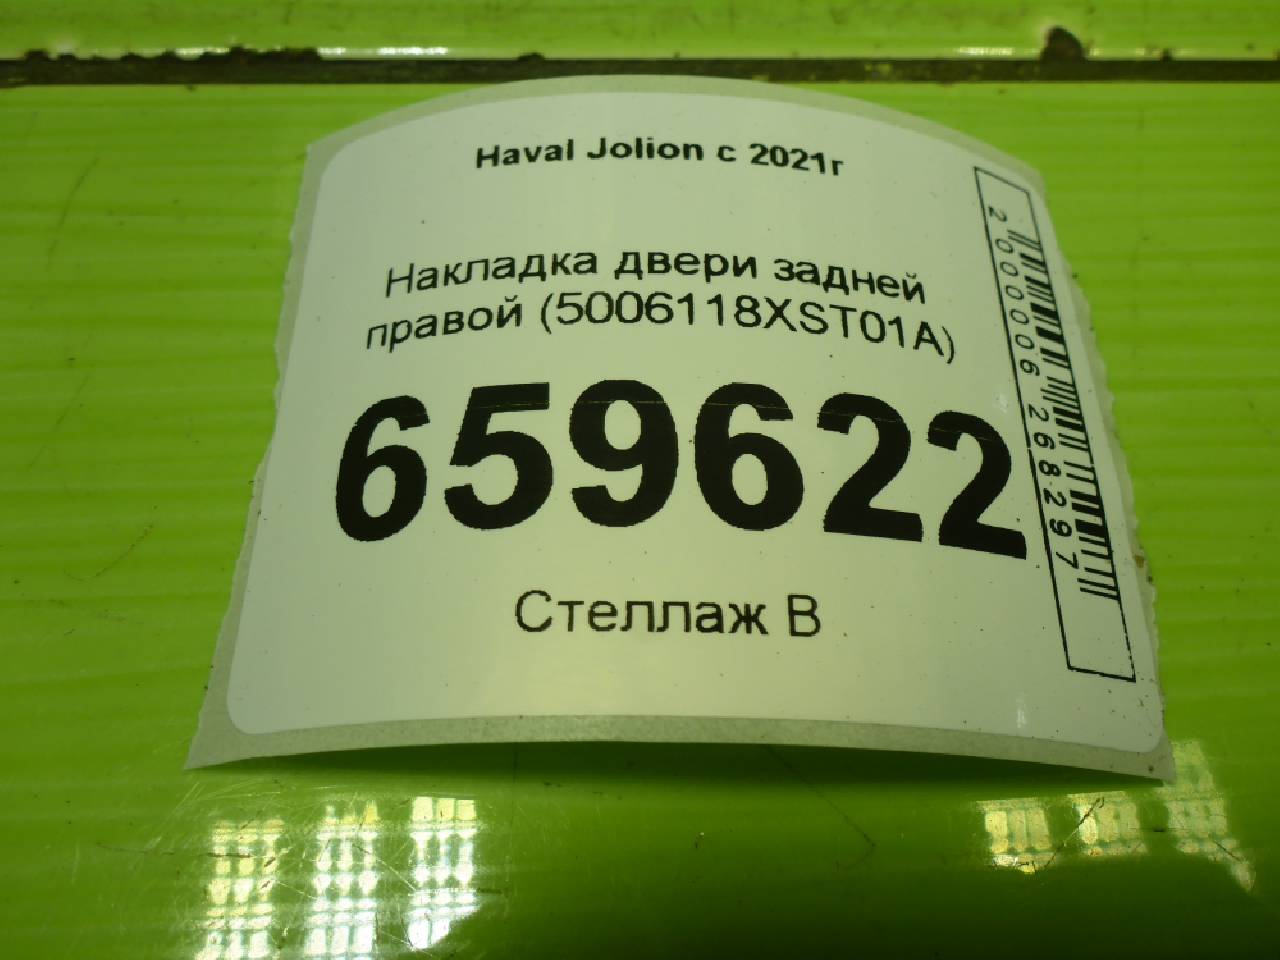 Haval Jolion с 2021г
Накладка двери задней
правой (5006118XST01A)
659622
Стеллаж В
2000006268297